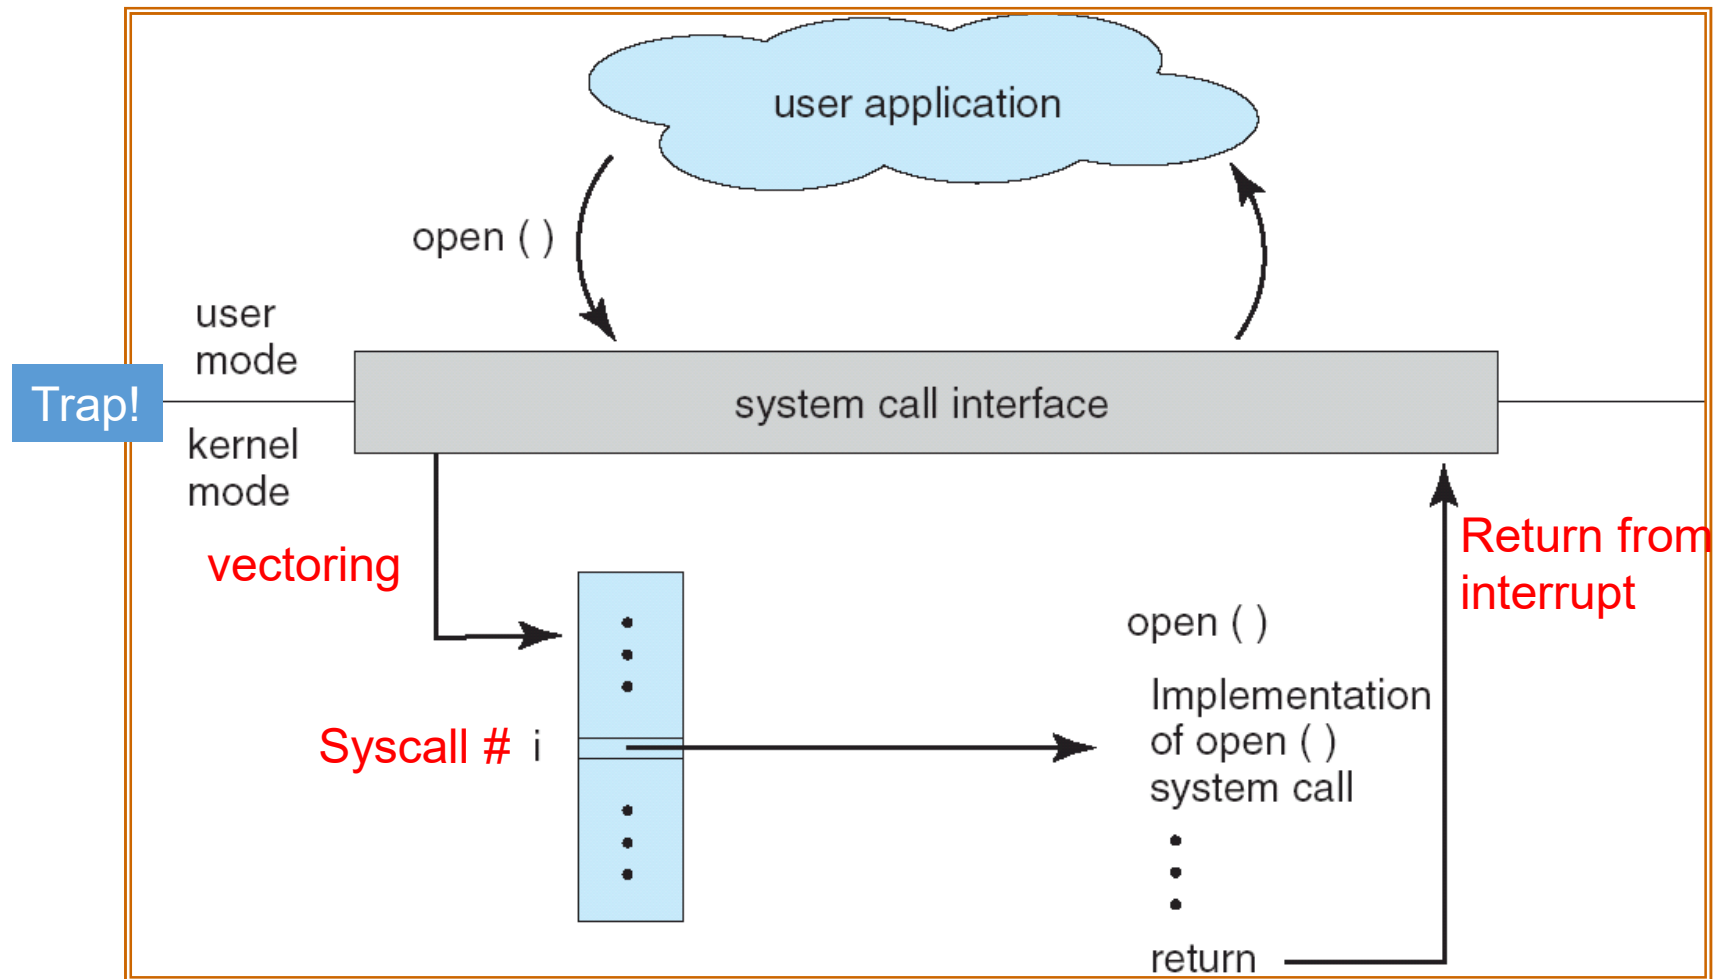 user application
open ( )
user
mode
Trap!
system call interface
kernel
mode
vectoring
Return from
interrupt
open ( )
Implementation
of open ( )
system call
Syscall # i
return